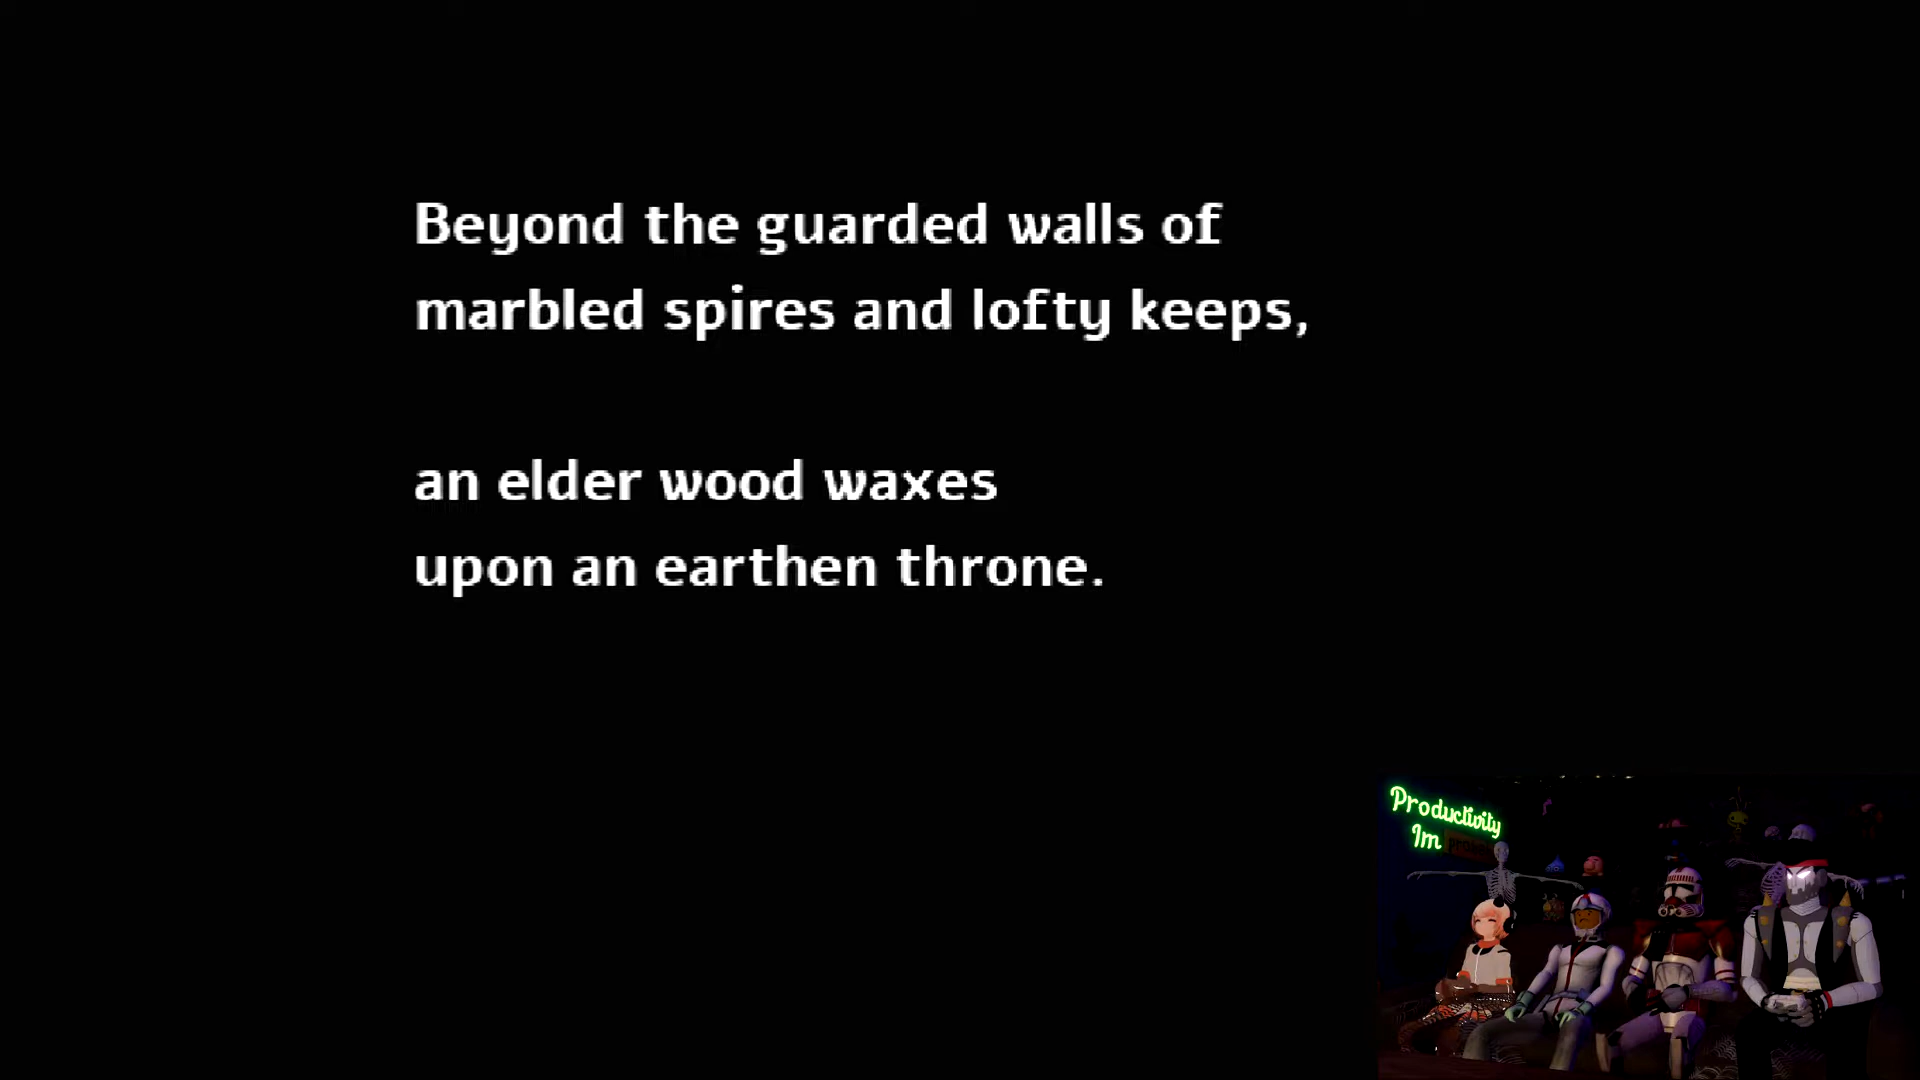 Beyond the guarded walls of
marbled spires and lofty keeps,
an elder wood waxes
upon an earthen throne.
Productivity
Im